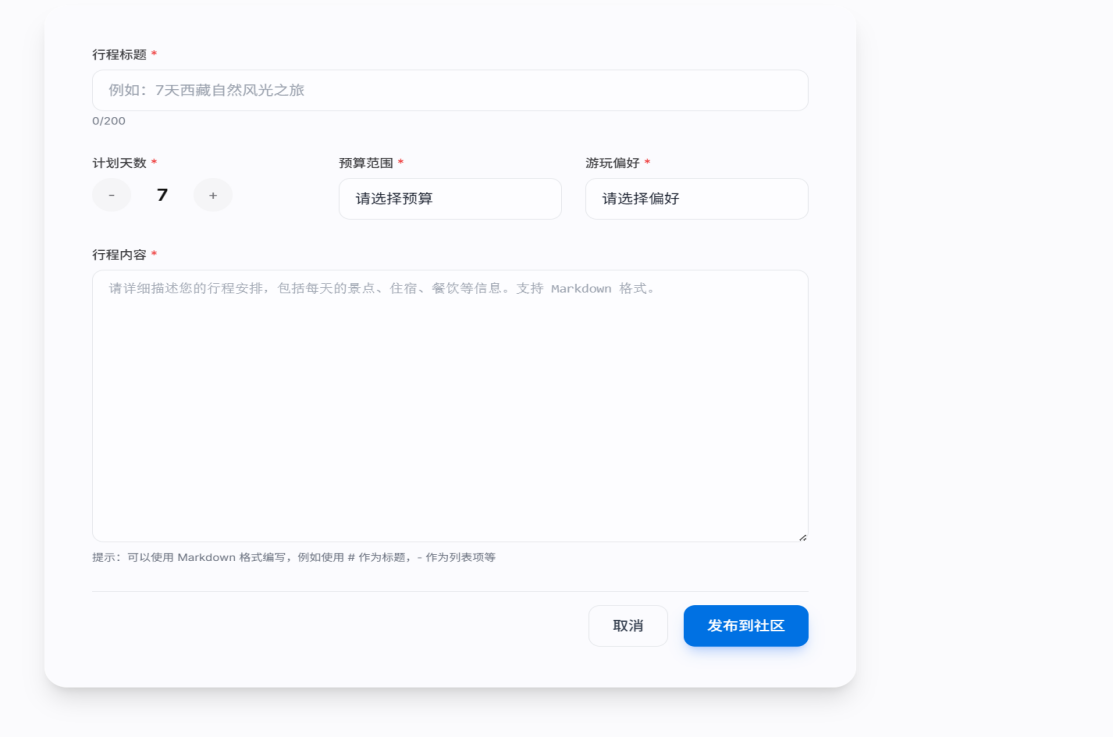 行程标题 *
例如：7天西藏自然风光之旅
0/200
计划天数 * 预算范围 * 游玩偏好 *
- 7 + 请选择预算 请选择偏好
行程内容 *
请详细描述您的行程安排，包括每天的景点、住宿、餐饮等信息。支持 Markdown 格式。
提示：可以使用 Markdown 格式编写，例如使用 # 作为标题，- 作为列表项等
取消 发布到社区